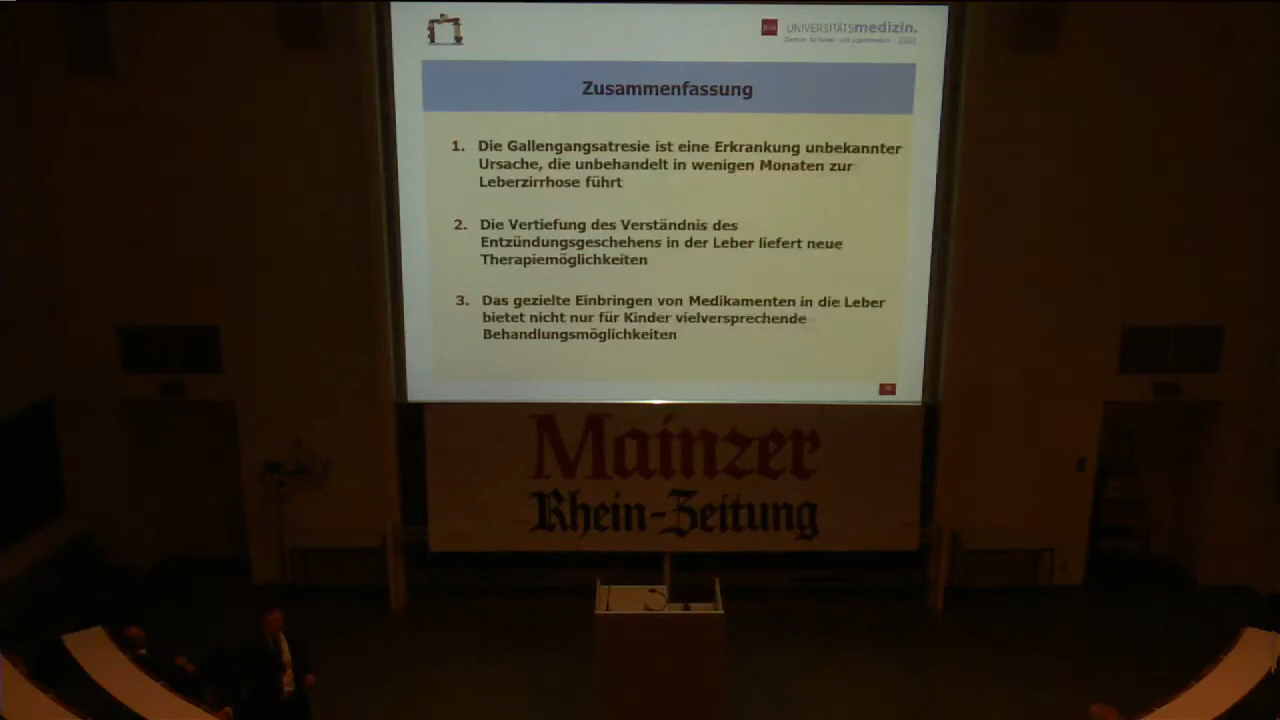 UNIVERSITÄTSmedizin.
Zusammenfassung
1. Die Gallengangsatresie ist eine Erkrankung unbekannter
Ursache, die unbehandelt in wenigen Monaten zur
Leberzirrhose führt
2. Die Vertiefung des Verständnis des
Entzündungsgeschehens in der Leber liefert neue
Therapiemöglichkeiten
3. Das gezielte Einbringen von Medikamenten in die Leber
bietet nicht nur für Kinder vielversprechende
Behandlungsmöglichkeiten
Mainzer
Rhein-Zeitung